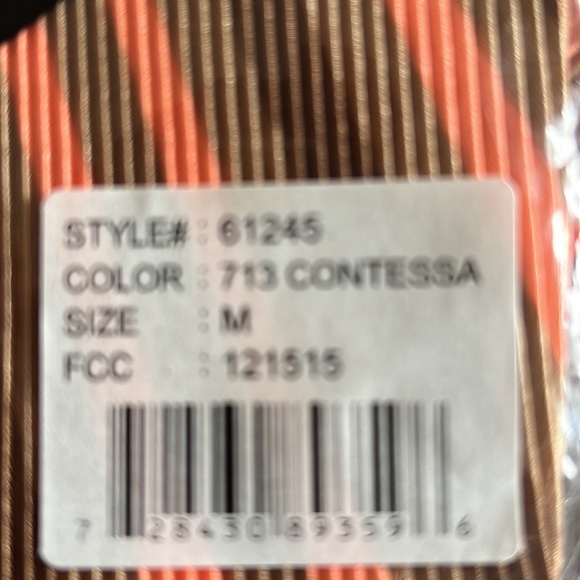 STYLE# : 61245
COLOR : 713 CONTESSA
SIZE : M
FCC : 121515
7 28430 89359 6